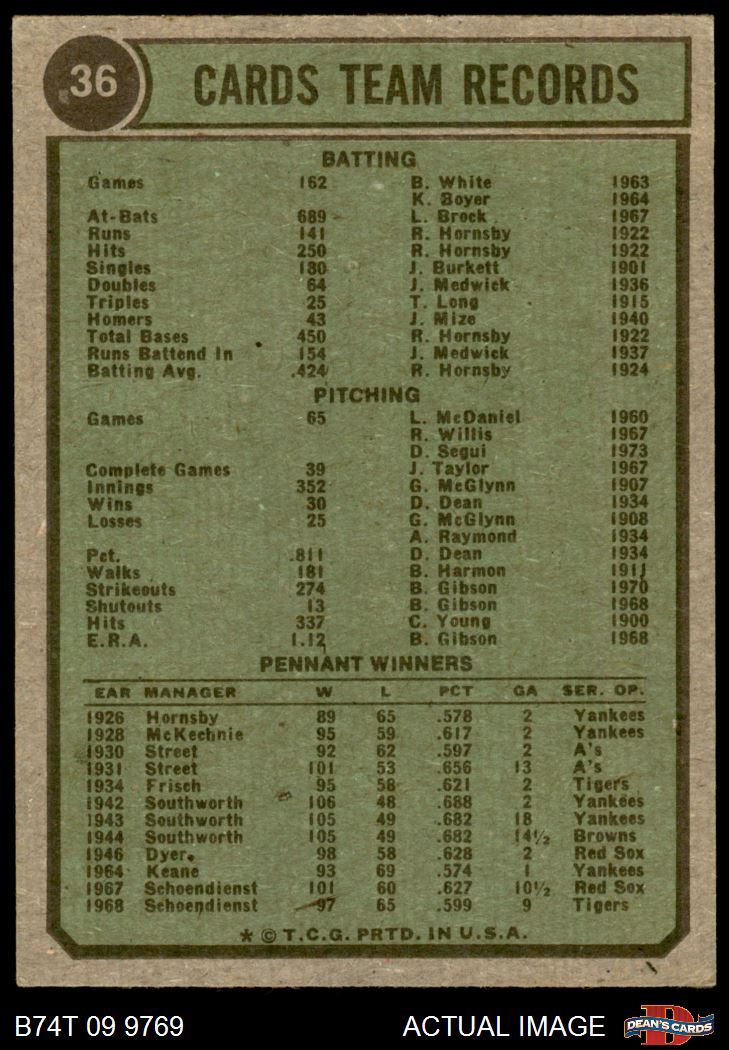 36 CARDS TEAM RECORDS
BATTING
Games 162 B. White 1963
K. Boyer 1964
At-Bats 689 L. Brock 1967
Runs 141 R. Hornsby 1922
Hits 250 R. Hornsby 1922
Singles 180 J. Burkett 1901
Doubles 64 J. Medwick 1936
Triples 25 T. Long 1915
Homers 43 J. Mize 1940
Total Bases 450 R. Hornsby 1922
Runs Battend In 154 J. Medwick 1937
Batting Avg. .424 R. Hornsby 1924
PITCHING
Games 65 L. McDaniel 1960
R. Willis 1967
D. Segui 1973
Complete Games 39 J. Taylor 1967
Innings 352 G. McGlynn 1907
Wins 30 D. Dean 1934
Losses 25 G. McGlynn 1908
A. Raymond 1934
Pct. .811 D. Dean 1934
Walks 181 B. Harmon 1911
Strikeouts 274 B. Gibson 1970
Shutouts 13 B. Gibson 1968
Hits 337 C. Young 1900
E.R.A. 1.12 B. Gibson 1968
PENNANT WINNERS
EAR MANAGER W L PCT GA SER. OP.
1926 Hornsby 89 65 .578 2 Yankees
1928 McKechnie 95 59 .617 2 Yankees
1930 Street 92 62 .597 2 A's
1931 Street 101 53 .656 13 A's
1934 Frisch 95 58 .621 2 Tigers
1942 Southworth 106 48 .688 2 Yankees
1943 Southworth 105 49 .682 18 Yankees
1944 Southworth 105 49 .682 14½ Browns
1946 Dyer 98 58 .628 2 Red Sox
1964 Keane 93 69 .574 1 Yankees
1967 Schoendienst 101 60 .627 10½ Red Sox
1968 Schoendienst 97 65 .599 9 Tigers
* © T.C.G. PRTD. IN U.S.A.
B74T 09 9769 ACTUAL IMAGE D DEAN'S CARDS